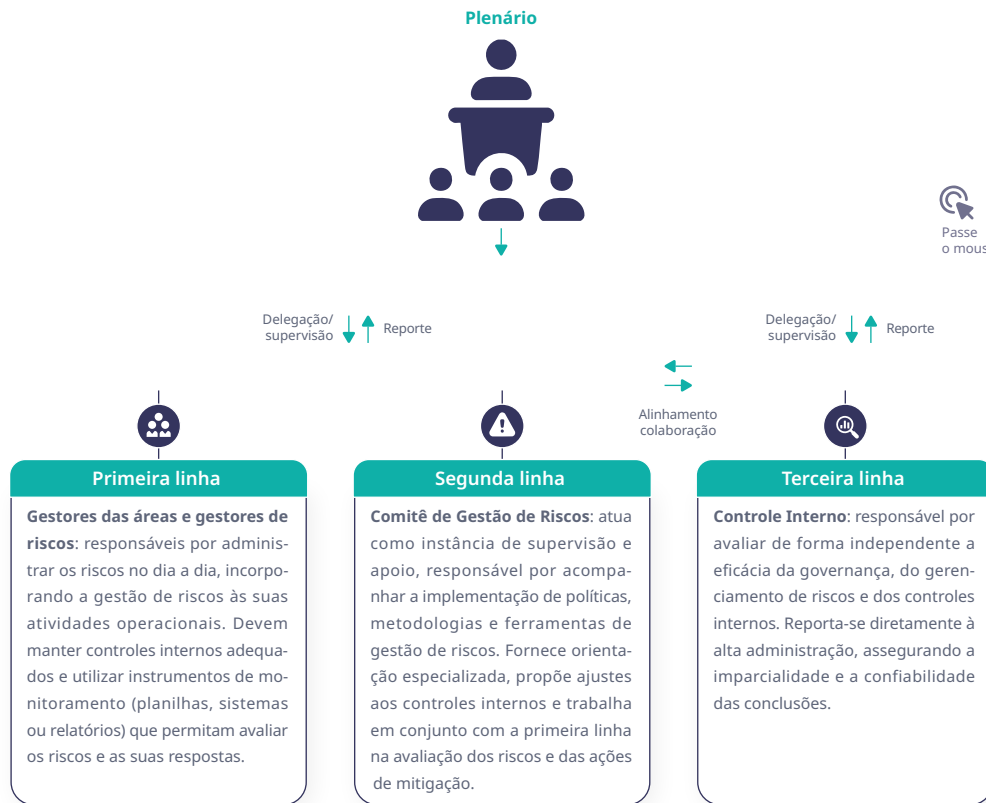 Plenário
Passe
o mous
Delegação/
supervisão
Reporte
Delegação/
supervisão
Reporte
Alinhamento
colaboração
Primeira linha
Gestores das áreas e gestores de
riscos: responsáveis por adminis-
trar os riscos no dia a dia, incorpo-
rando a gestão de riscos às suas
atividades operacionais. Devem
manter controles internos adequa-
dos e utilizar instrumentos de mo-
nitoramento (planilhas, sistemas
ou relatórios) que permitam avaliar
os riscos e as suas respostas.
Segunda linha
Comitê de Gestão de Riscos: atua
como instância de supervisão e
apoio, responsável por acompa-
nhar a implementação de políticas,
metodologias e ferramentas de
gestão de riscos. Fornece orienta-
ção especializada, propõe ajustes
aos controles internos e trabalha
em conjunto com a primeira linha
na avaliação dos riscos e das ações
de mitigação.
Terceira linha
Controle Interno: responsável por
avaliar de forma independente a
eficácia da governança, do geren-
ciamento de riscos e dos controles
internos. Reporta-se diretamente à
alta administração, assegurando a
imparcialidade e a confiabilidade
das conclusões.